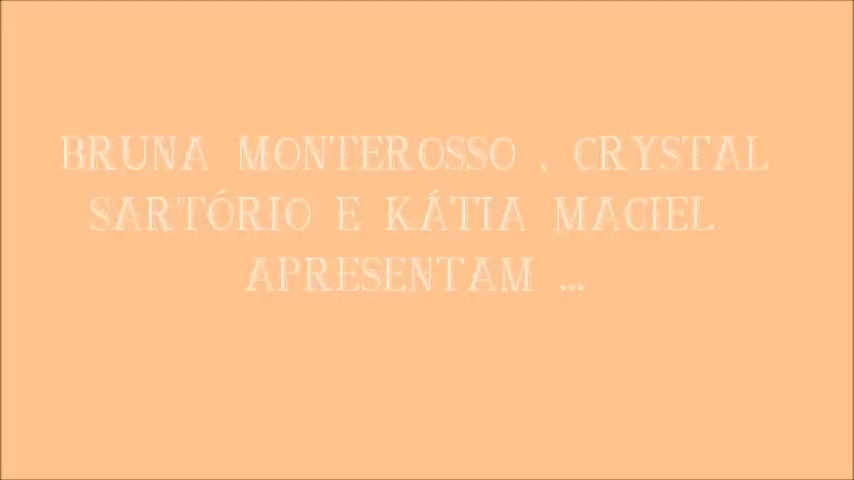 BRUNA MONTEROSSO , CRYSTAL
SARTÓRIO E KÁTIA MACIEL
APRESENTAM ...